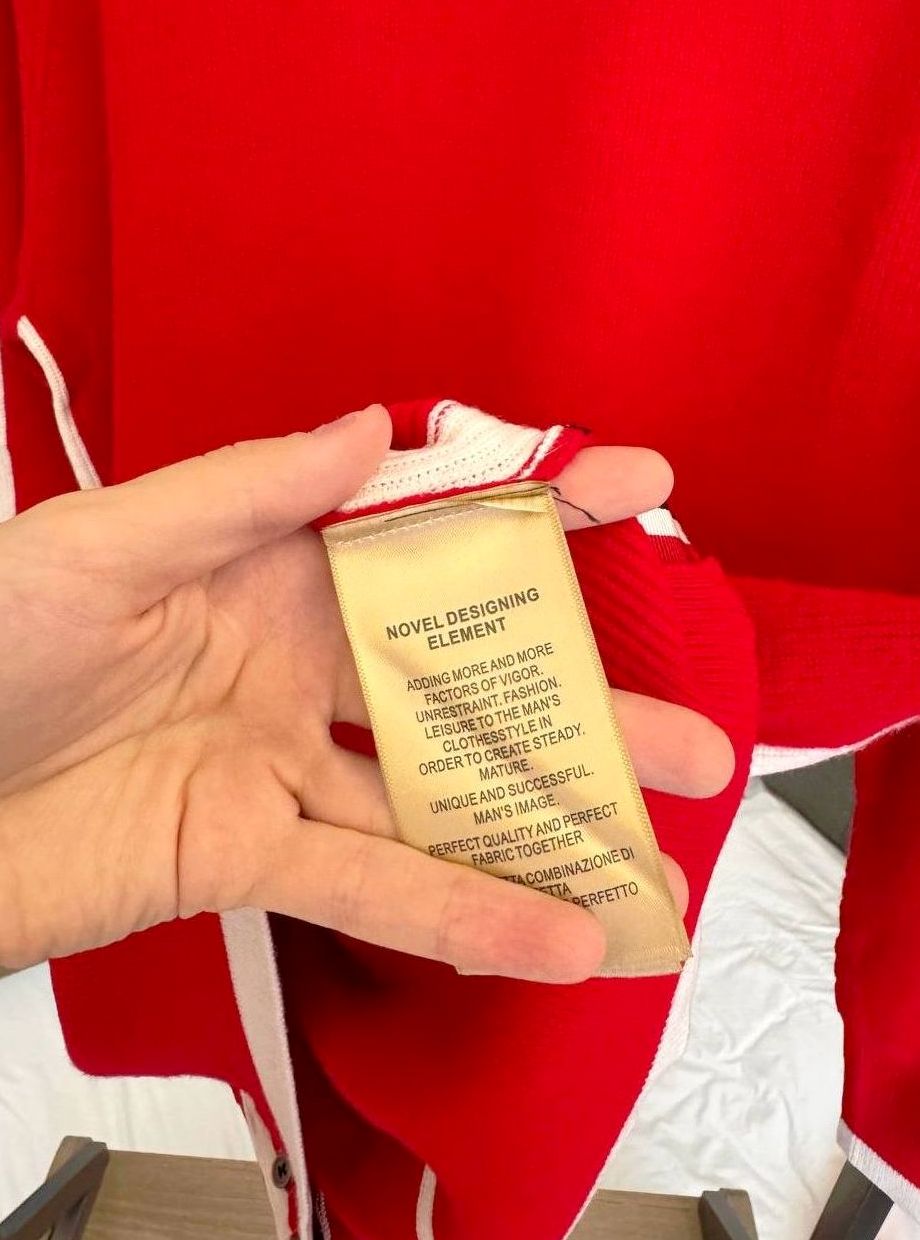 NOVEL DESIGNING
ELEMENT
ADDING MORE AND MORE
FACTORS OF VIGOR.
UNRESTRAINT. FASHION.
LEISURE TO THE MAN'S
CLOTHESSTYLE IN
ORDER TO CREATE STEADY.
MATURE.
UNIQUE AND SUCCESSFUL.
MAN'S IMAGE.
PERFECT QUALITY AND PERFECT
FABRIC TOGETHER
COMBINAZIONE DI
PERFETTO